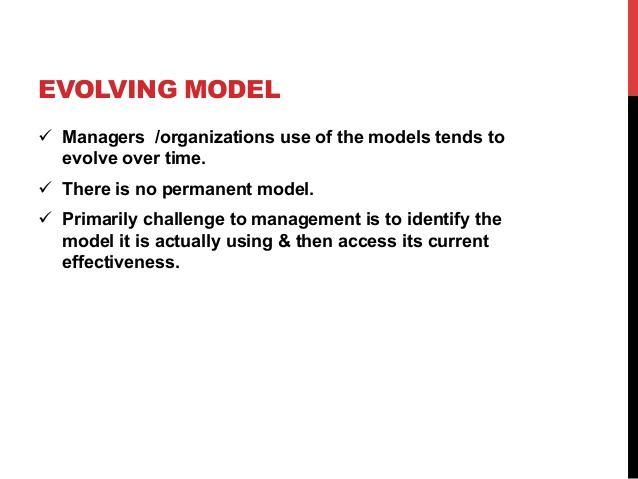 EVOLVING MODEL
✓ Managers /organizations use of the models tends to
evolve over time.
✓ There is no permanent model.
✓ Primarily challenge to management is to identify the
model it is actually using & then access its current
effectiveness.